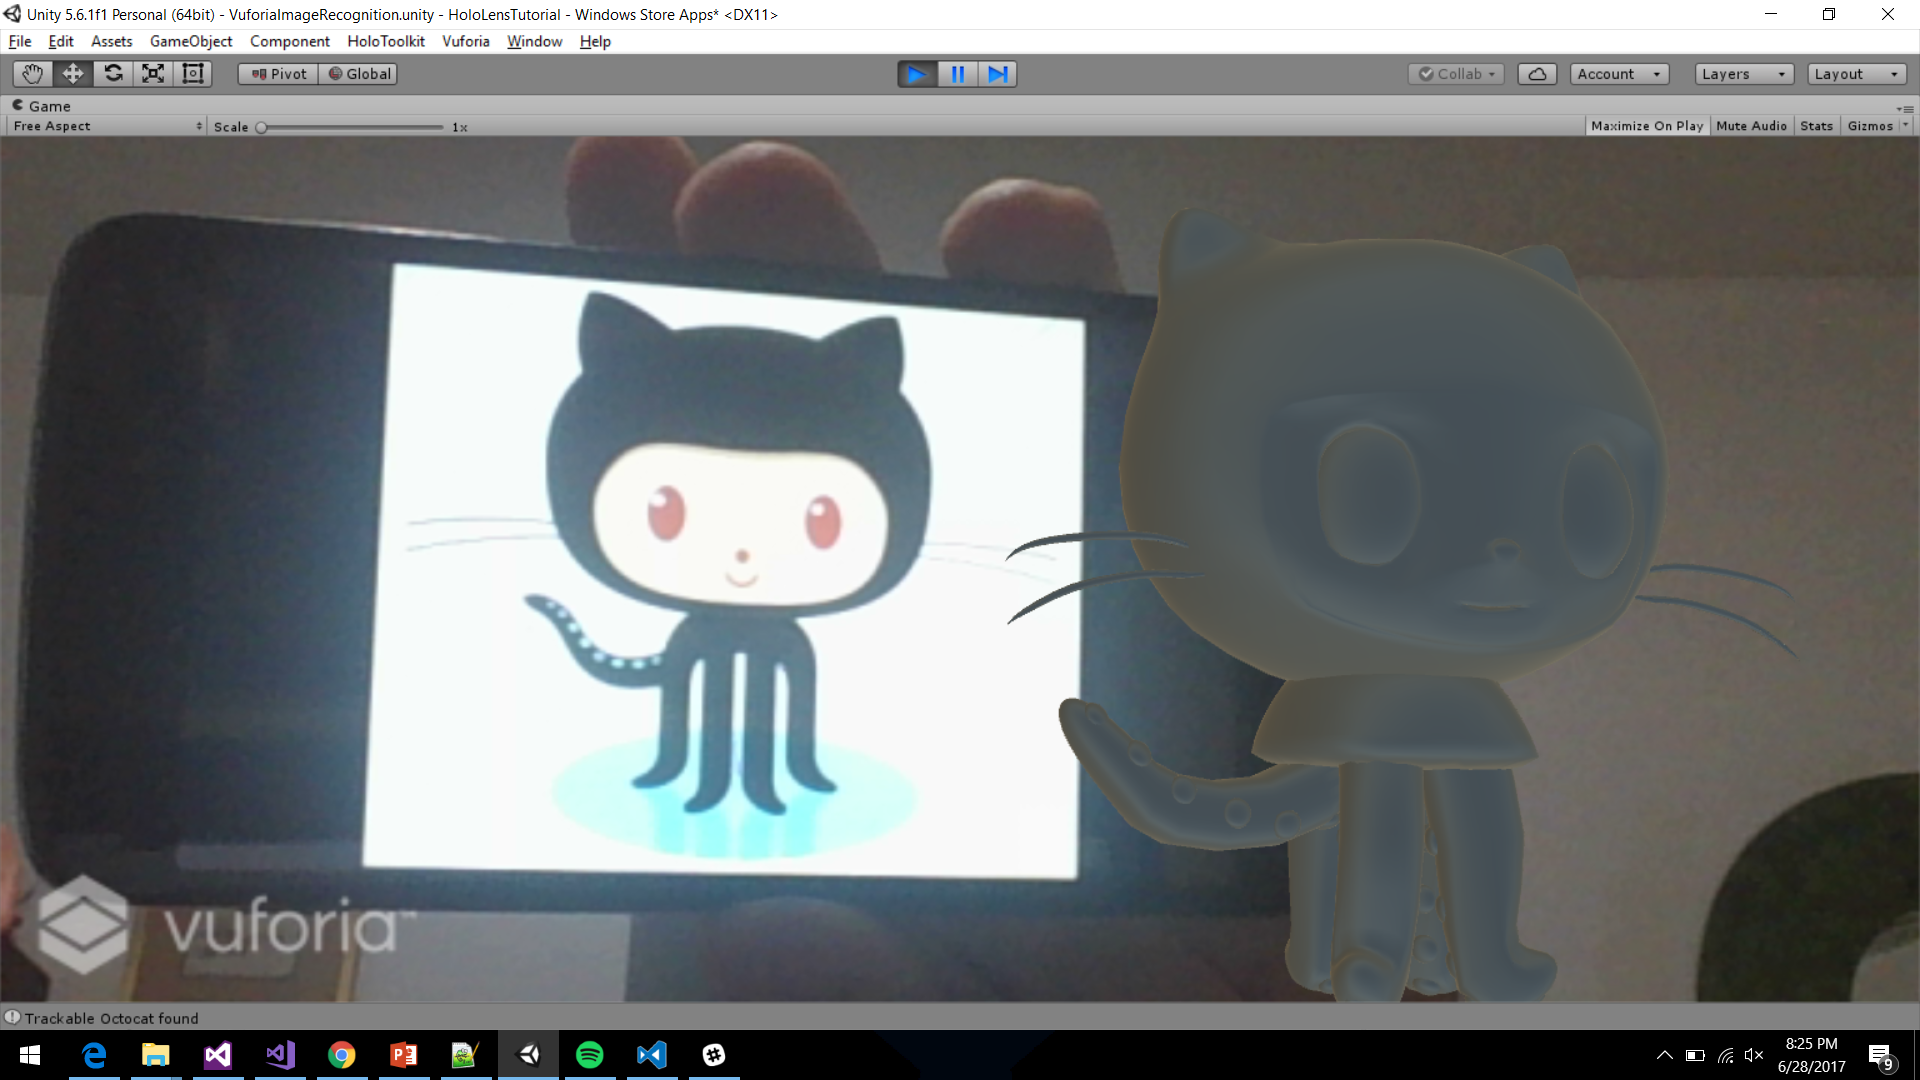 Unity 5.6.1f1 Personal (64bit) - VuforiaImageRecognition.unity - HoloLensTutorial - Windows Store Apps* <DX11>
File Edit Assets GameObject Component HoloToolkit Vuforia Window Help
Pivot Global Collab Account Layers Layout
Game
Free Aspect Scale 1x Maximize On Play Mute Audio Stats Gizmos
vuforia™
Trackable Octocat found
8:25 PM
6/28/2017
9